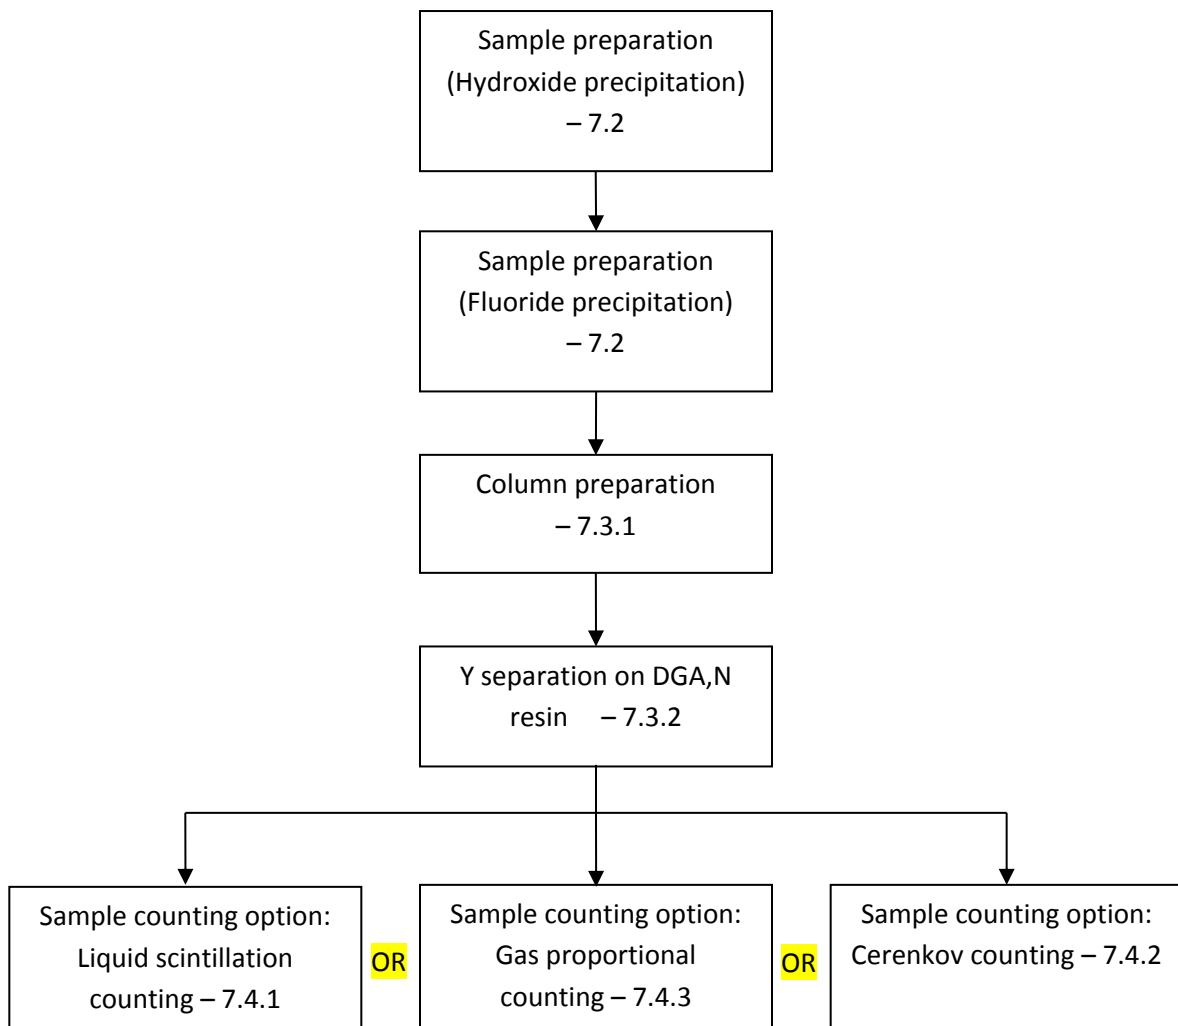 Sample preparation
(Hydroxide precipitation)
– 7.2
Sample preparation
(Fluoride precipitation)
– 7.2
Column preparation
– 7.3.1
Y separation on DGA,N
resin – 7.3.2
Sample counting option:
Liquid scintillation
counting – 7.4.1
OR
Sample counting option:
Gas proportional
counting – 7.4.3
OR
Sample counting option:
Cerenkov counting – 7.4.2